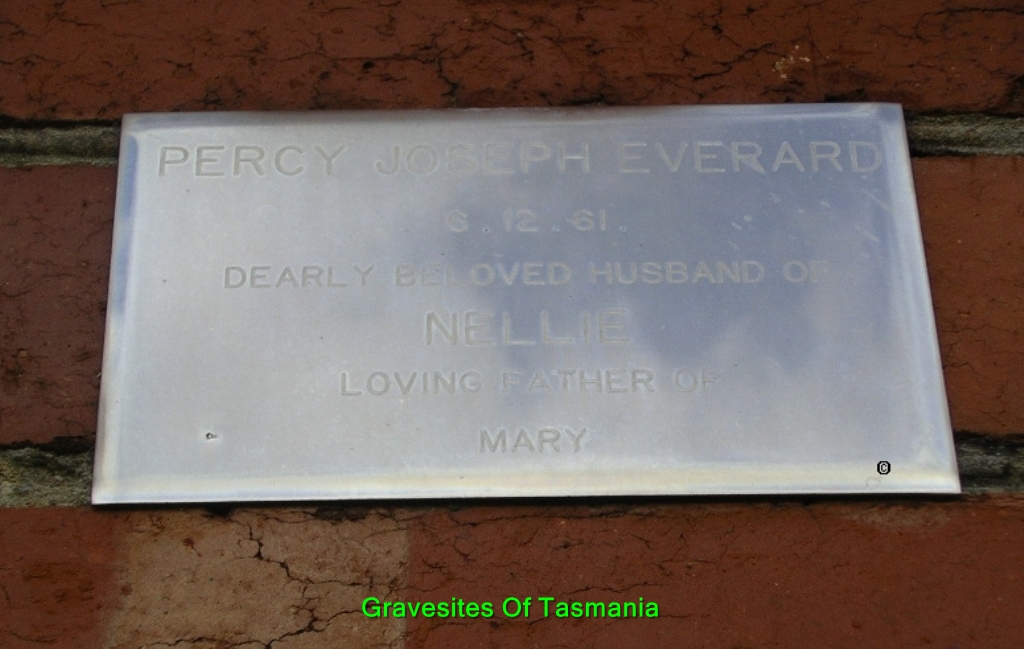 PERCY JOSEPH EVERARD
6.12.61.
DEARLY BELOVED HUSBAND OF
NELLIE
LOVING FATHER OF
MARY
©
Gravesites Of Tasmania